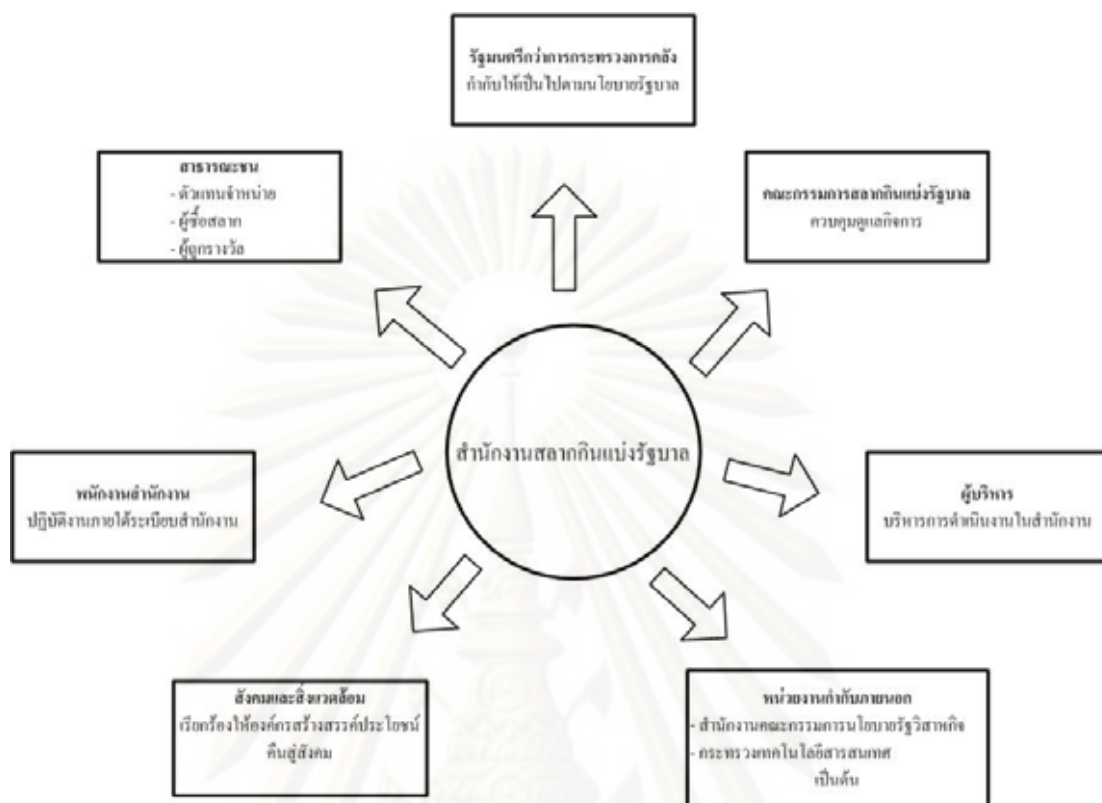 รัฐมนตรีกว่าการกระทรวงการคลัง
กำกับให้เป็นไปตามนโยบายรัฐบาล
สาธารณะชน
- ตัวแทนจำหน่าย
- ผู้ซื้อสลาก
- ผู้ถูกรางวัล
คณะกรรมการสลากกินแบ่งรัฐบาล
ควบคุมดูแลกิจการ
สำนักงานสลากกินแบ่งรัฐบาล
พนักงานสำนักงาน
ปฏิบัติงานภายใต้ระเบียบสำนักงาน
ผู้บริหาร
บริหารการดำเนินงานในสำนักงาน
สังคมและสิ่งแวดล้อม
เรียกร้องให้องค์กรสร้างสรรค์ประโยชน์
คืนสู่สังคม
หน่วยงานกำกับภายนอก
- สำนักงานคณะกรรมการนโยบายรัฐวิสาหกิจ
- กระทรวงเทคโนโลยีสารสนเทศ
เป็นต้น